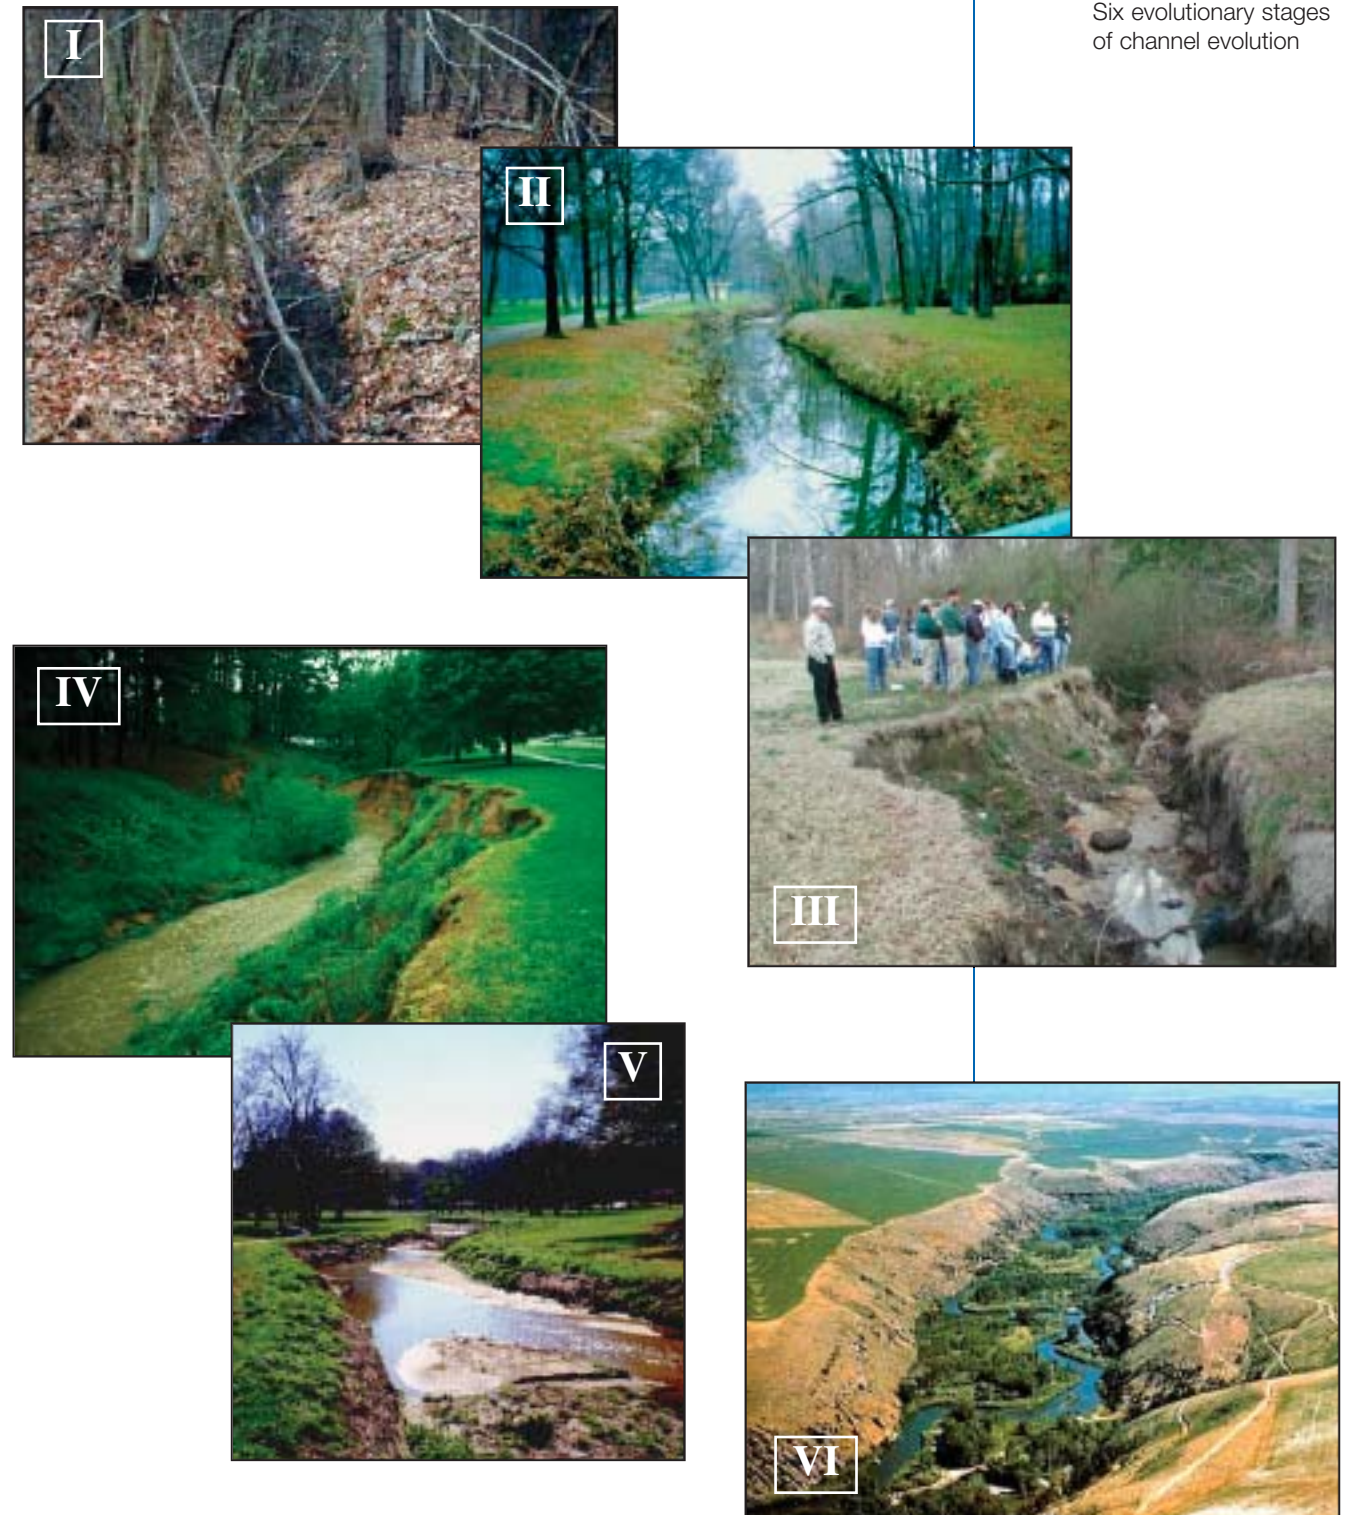 Six evolutionary stages
of channel evolution
I
II
III
IV
V
VI